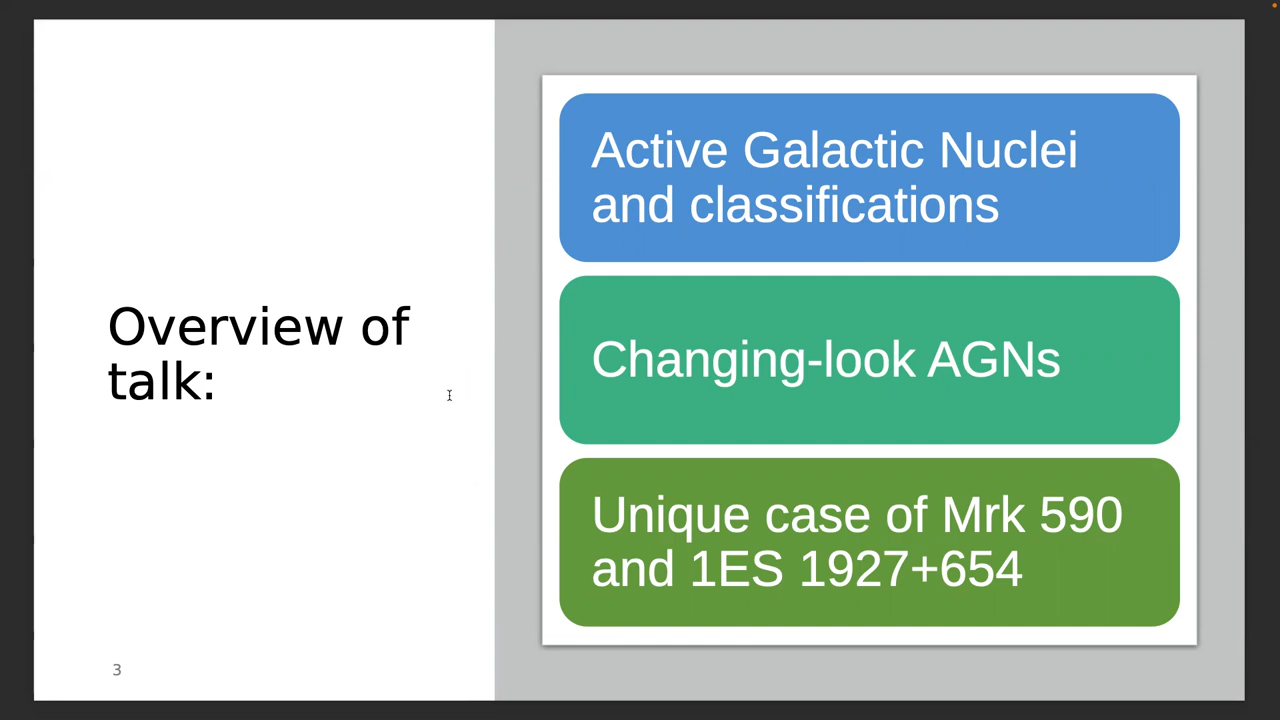 Overview of
talk:
3
Active Galactic Nuclei
and classifications
Changing-look AGNs
Unique case of Mrk 590
and 1ES 1927+654